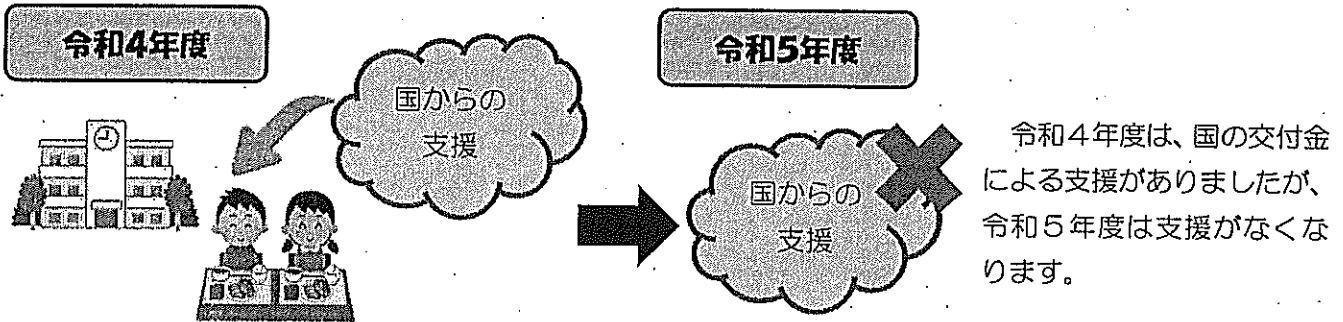 令和4年度
国からの
支援
令和5年度
国からの
支援
令和４年度は、国の交付金
による支援がありましたが、
令和５年度は支援がなくな
ります。